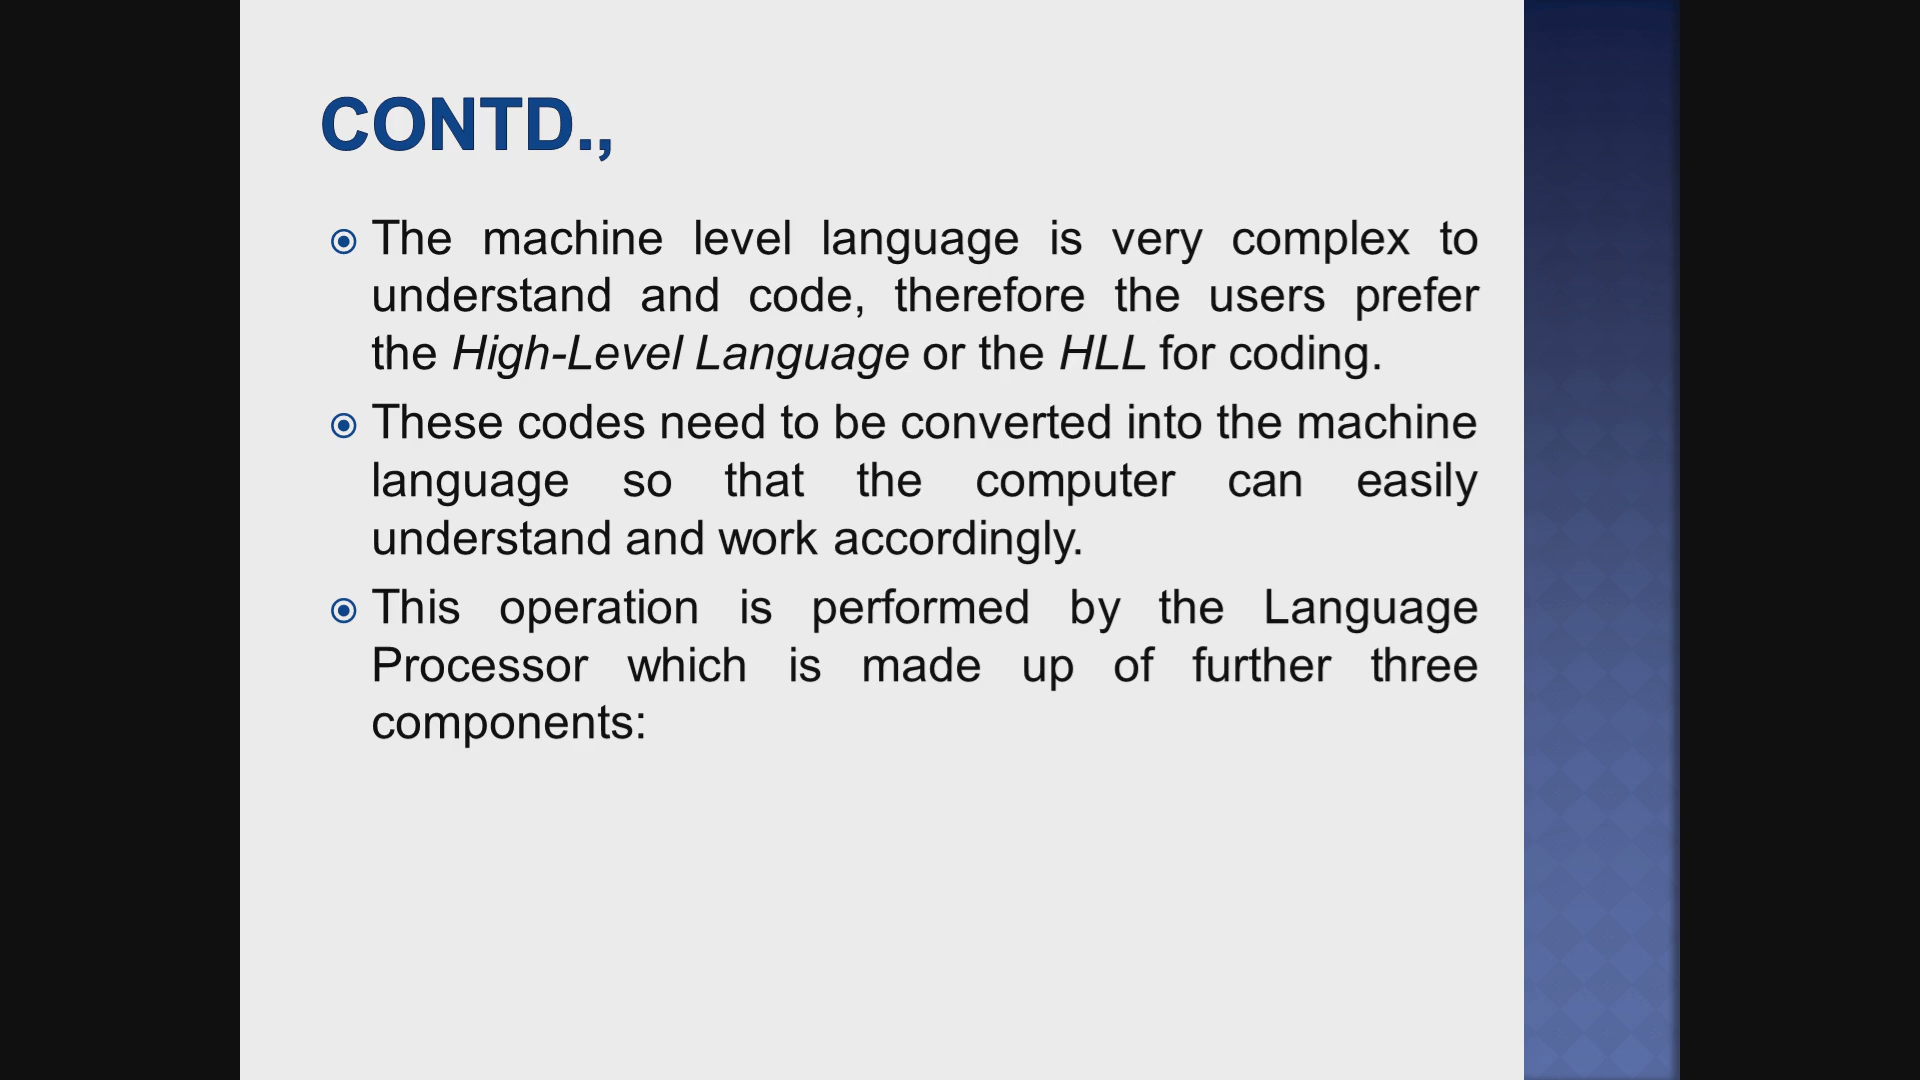 CONTD.,
The machine level language is very complex to
understand and code, therefore the users prefer
the High-Level Language or the HLL for coding.
These codes need to be converted into the machine
language so that the computer can easily
understand and work accordingly.
This operation is performed by the Language
Processor which is made up of further three
components: